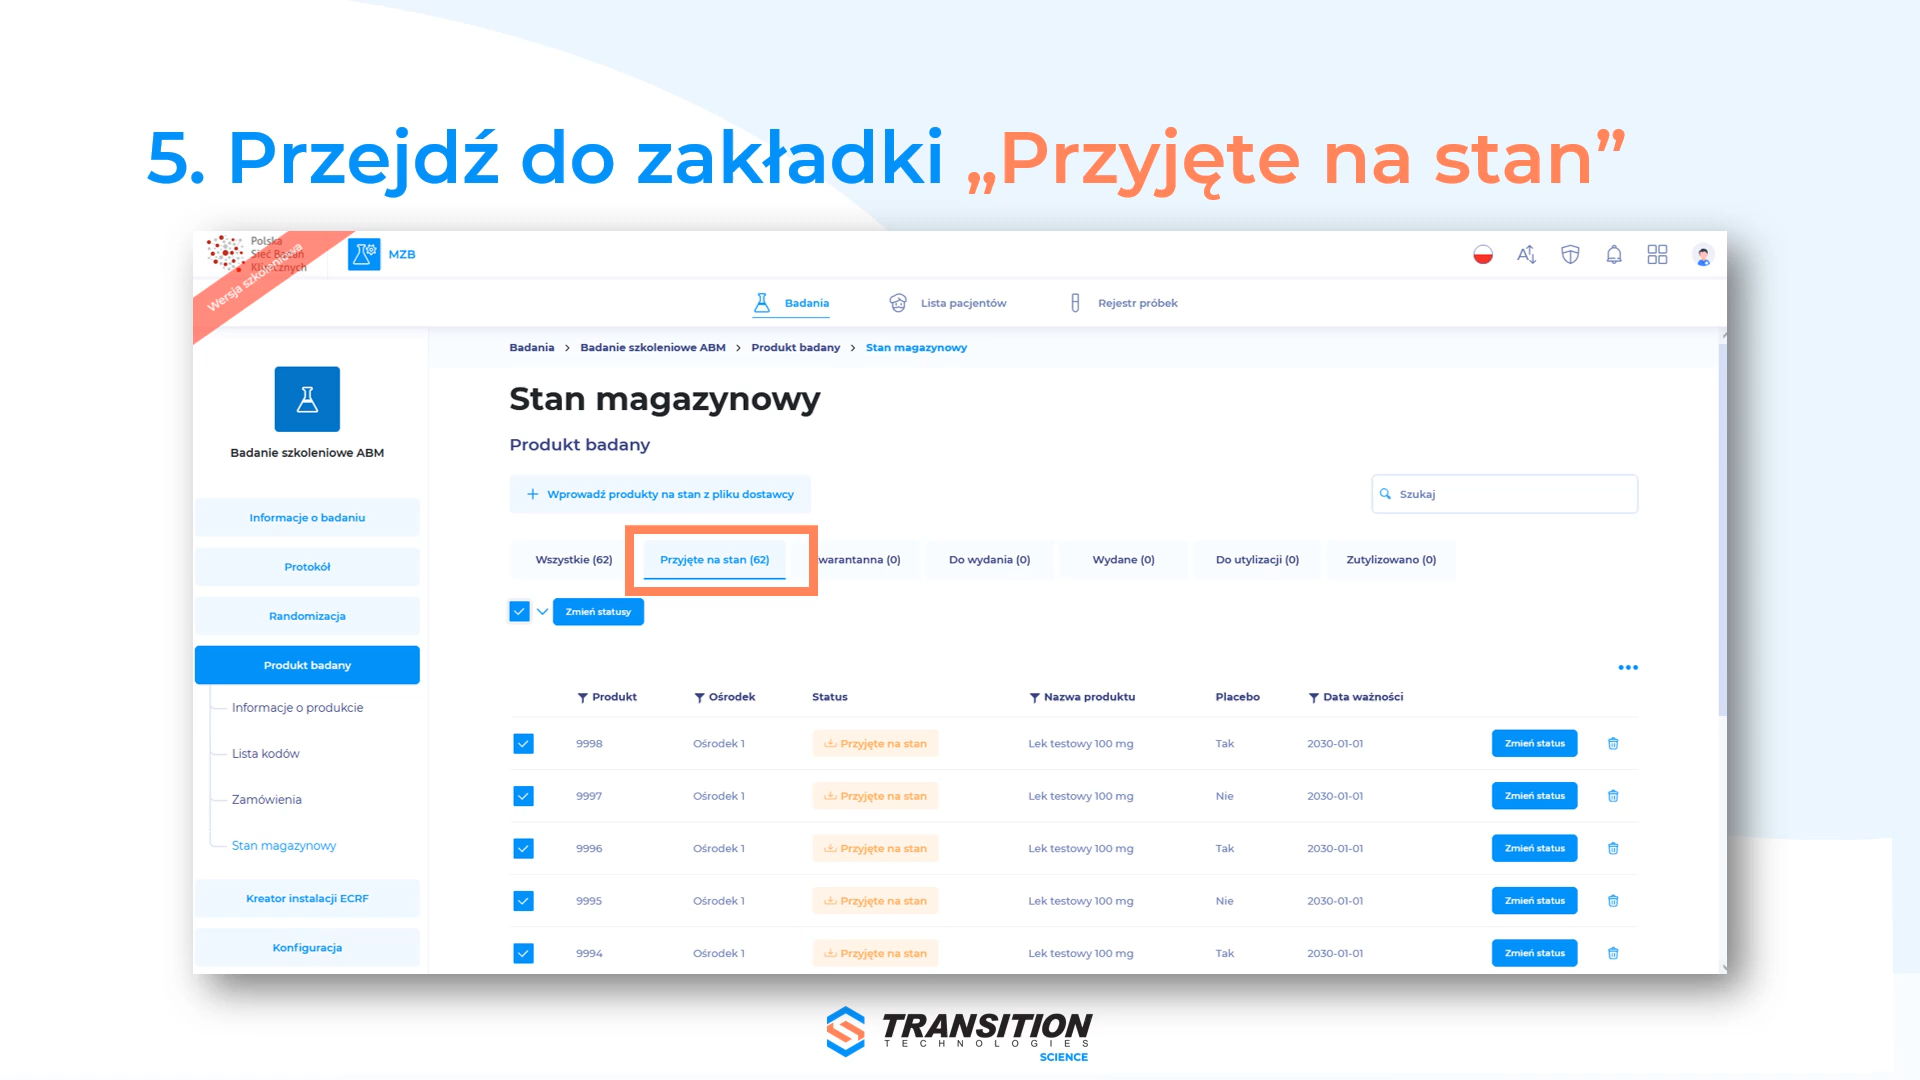 5. Przejdź do zakładki „Przyjęte na stan”
Polska
Sieć Badań
Klinicznych
Wersja szkoleniowa
MZB
Badania
Lista pacjentów
Rejestr próbek
Badania > Badanie szkoleniowe ABM > Produkt badany > Stan magazynowy
Badanie szkoleniowe ABM
Informacje o badaniu
Protokół
Randomizacja
Produkt badany
Informacje o produkcie
Lista kodów
Zamówienia
Stan magazynowy
Kreator instalacji ECRF
Konfiguracja
Stan magazynowy
Produkt badany
+ Wprowadź produkty na stan z pliku dostawcy
Szukaj
Wszystkie (62) Przyjęte na stan (62) warantanna (0) Do wydania (0) Wydane (0) Do utylizacji (0) Zutylizowano (0)
Zmień statusy
Produkt Ośrodek Status Nazwa produktu Placebo Data ważności
9998 Ośrodek 1 Przyjęte na stan Lek testowy 100 mg Tak 2030-01-01 Zmień status
9997 Ośrodek 1 Przyjęte na stan Lek testowy 100 mg Nie 2030-01-01 Zmień status
9996 Ośrodek 1 Przyjęte na stan Lek testowy 100 mg Tak 2030-01-01 Zmień status
9995 Ośrodek 1 Przyjęte na stan Lek testowy 100 mg Nie 2030-01-01 Zmień status
9994 Ośrodek 1 Przyjęte na stan Lek testowy 100 mg Tak 2030-01-01 Zmień status
TRANSITION
TECHNOLOGIES
SCIENCE